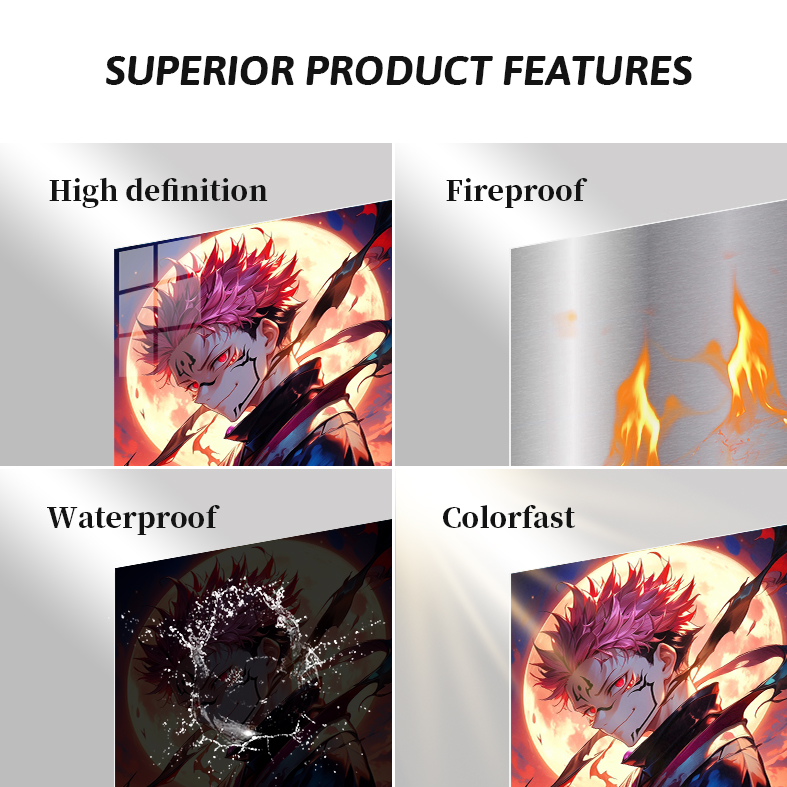 SUPERIOR PRODUCT FEATURES
High definition
Fireproof
Waterproof
Colorfast